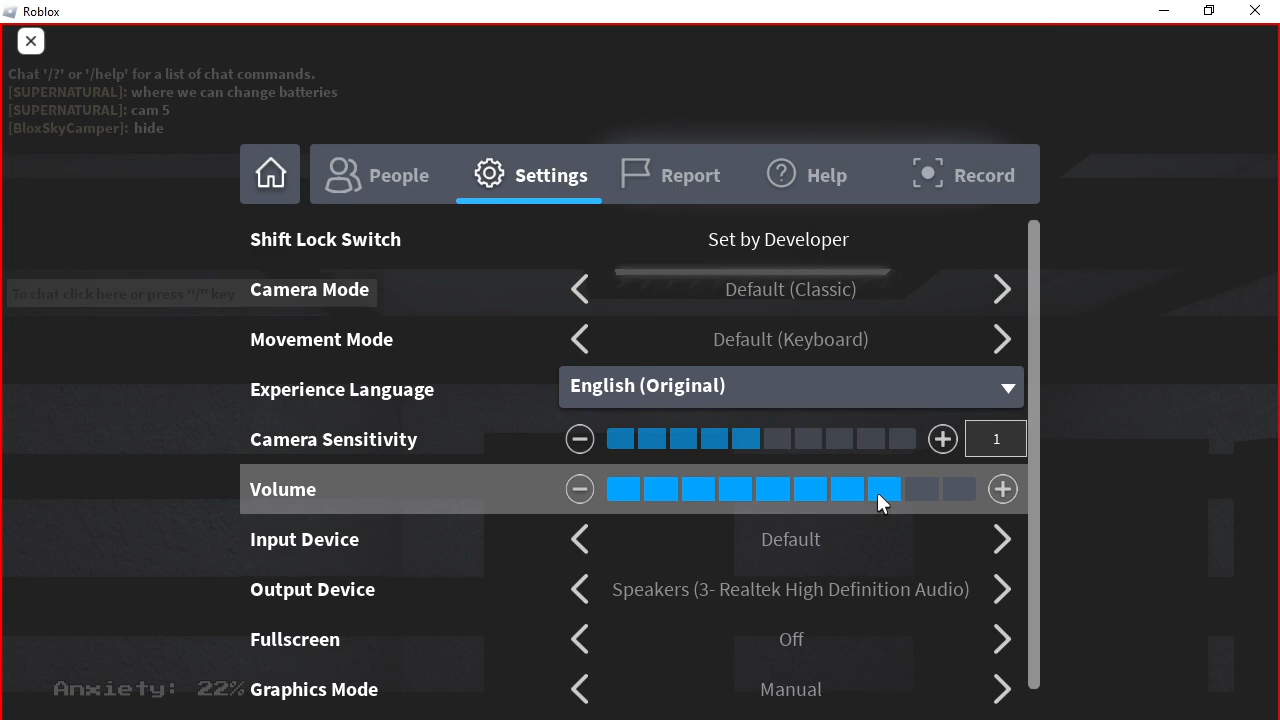 Roblox
Chat '/?' or '/help' for a list of chat commands.
[SUPERNATURAL]: where we can change batteries
[SUPERNATURAL]: cam 5
[BloxSkyCamper]: hide
People Settings Report Help Record
Shift Lock Switch Set by Developer
To chat click here or press "/" key
Camera Mode Default (Classic)
Movement Mode Default (Keyboard)
Experience Language English (Original)
Camera Sensitivity 1
Volume
Input Device Default
Output Device Speakers (3- Realtek High Definition Audio)
Fullscreen Off
Anxiety: 22%
Graphics Mode Manual